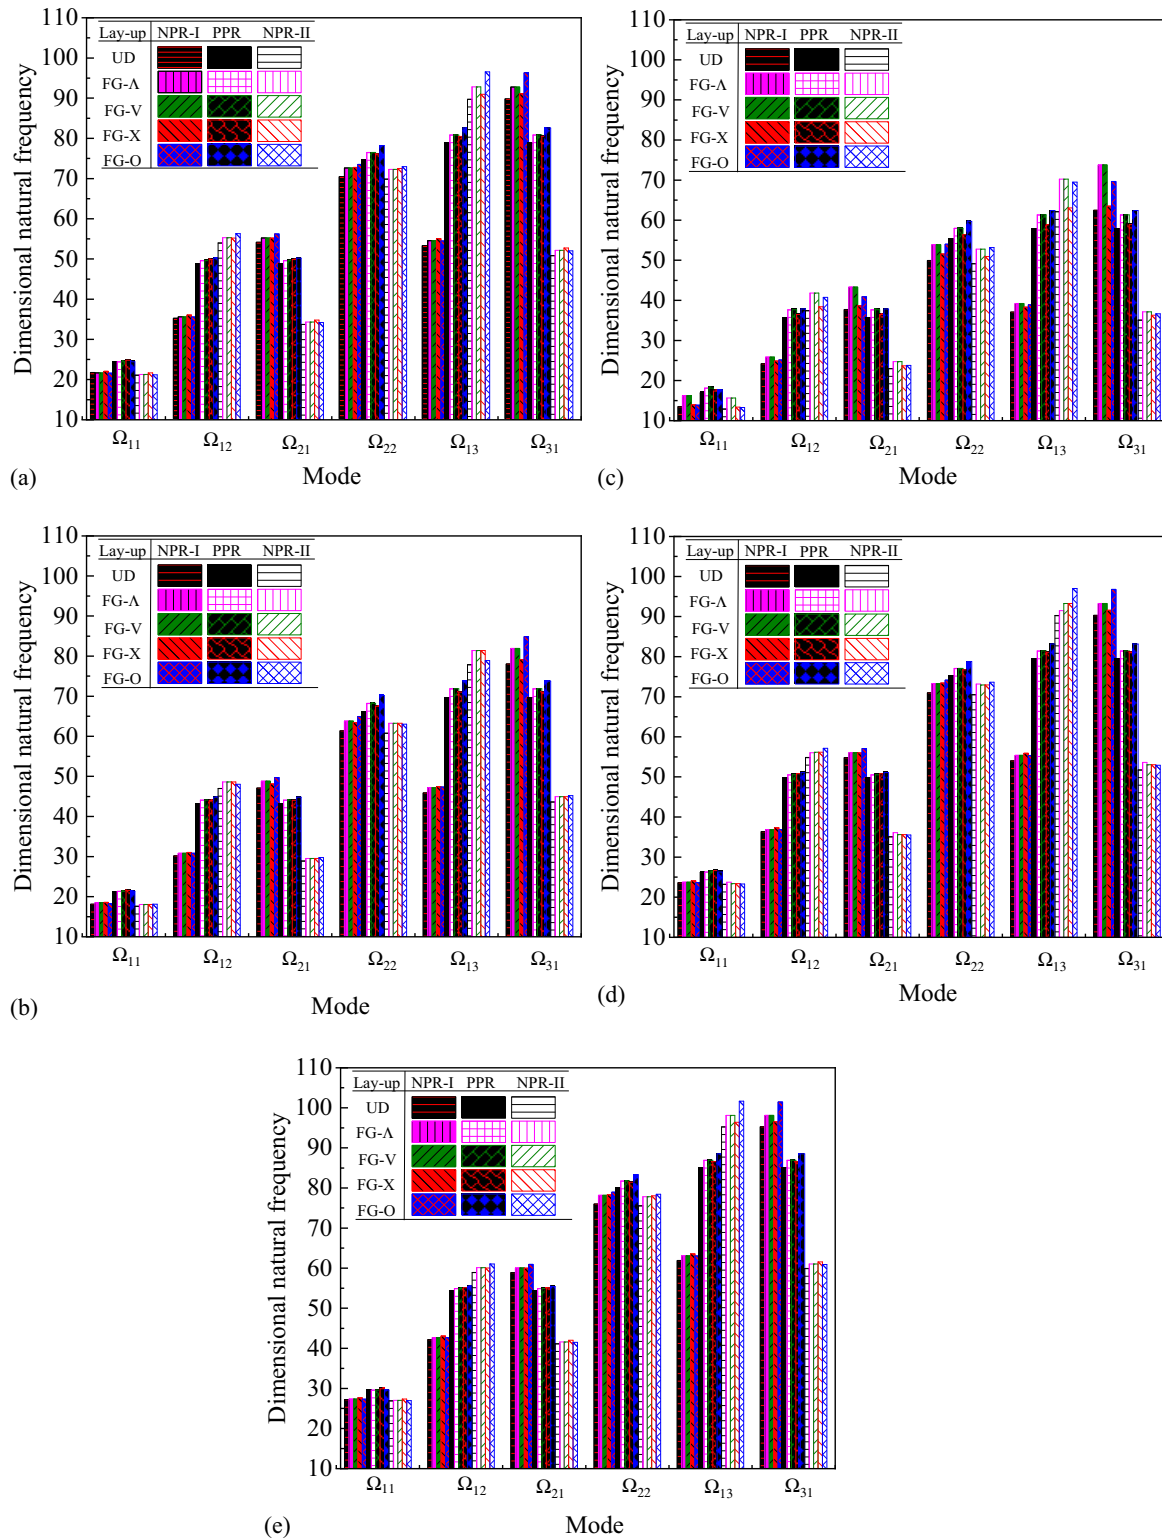 Dimensional natural frequency
110
100
90
80
70
60
50
40
30
20
10
Lay-up NPR-I PPR NPR-II
UD
FG-Λ
FG-V
FG-X
FG-O
Ω11 Ω12 Ω21 Ω22 Ω13 Ω31
(a) Mode
Dimensional natural frequency
110
100
90
80
70
60
50
40
30
20
10
Lay-up NPR-I PPR NPR-II
UD
FG-Λ
FG-V
FG-X
FG-O
Ω11 Ω12 Ω21 Ω22 Ω13 Ω31
(c) Mode
Dimensional natural frequency
110
100
90
80
70
60
50
40
30
20
10
Lay-up NPR-I PPR NPR-II
UD
FG-Λ
FG-V
FG-X
FG-O
Ω11 Ω12 Ω21 Ω22 Ω13 Ω31
(b) Mode
Dimensional natural frequency
110
100
90
80
70
60
50
40
30
20
10
Lay-up NPR-I PPR NPR-II
UD
FG-Λ
FG-V
FG-X
FG-O
Ω11 Ω12 Ω21 Ω22 Ω13 Ω31
(d) Mode
Dimensional natural frequency
110
100
90
80
70
60
50
40
30
20
10
Lay-up NPR-I PPR NPR-II
UD
FG-Λ
FG-V
FG-X
FG-O
Ω11 Ω12 Ω21 Ω22 Ω13 Ω31
(e) Mode